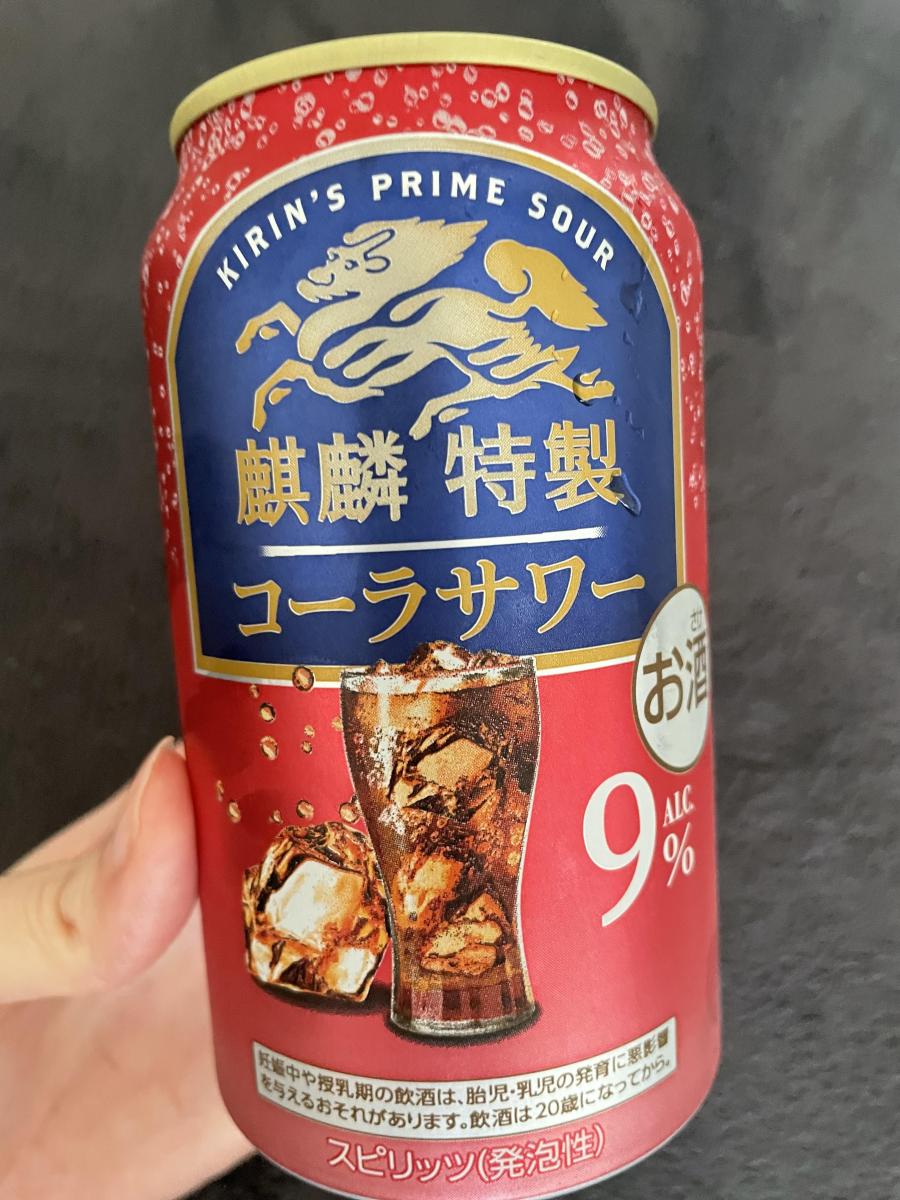 KIRIN'S PRIME SOUR
麒麟 特製
コーラサワー
さけ
お酒
9
ALC.
%
妊娠中や授乳期の飲酒は、胎児・乳児の発育に悪影響
を与えるおそれがあります。飲酒は20歳になってから。
スピリッツ(発泡性)